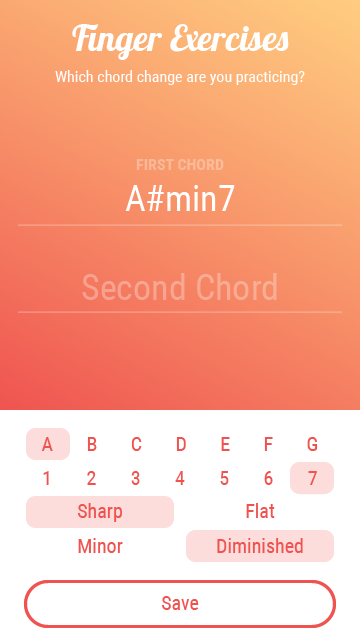 Finger Exercises
Which chord change are you practicing?
FIRST CHORD
A#min7
Second Chord
A B C D E F G
1 2 3 4 5 6 7
Sharp Flat
Minor Diminished
Save